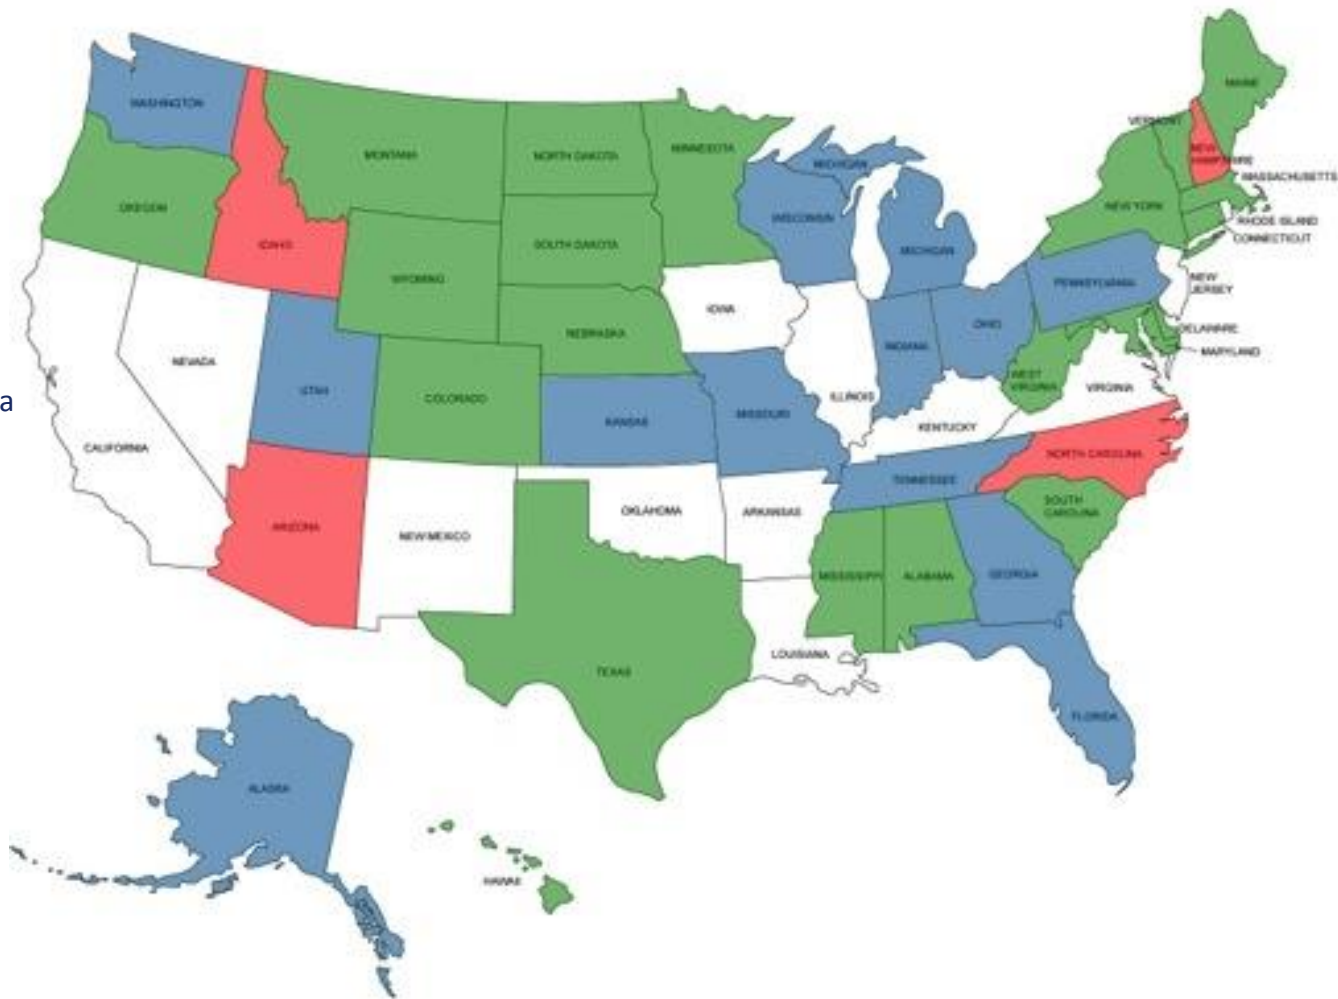 MAINE
WASHINGTON
VERMONT
NEW
HAMPSHIRE
MONTANA
NORTH DAKOTA
MINNESOTA
MICHIGAN
MASSACHUSETTS
OREGON
NEW YORK
WISCONSIN
RHODE ISLAND
CONNECTICUT
IDAHO
SOUTH DAKOTA
MICHIGAN
WYOMING
PENNSYLVANIA
NEW
JERSEY
IOWA
OHIO
NEBRASKA
DELAWARE
INDIANA
MARYLAND
NEVADA
WEST
VIRGINIA
VIRGINIA
UTAH
COLORADO
ILLINOIS
a
KANSAS
MISSOURI
KENTUCKY
CALIFORNIA
NORTH CAROLINA
TENNESSEE
SOUTH
CAROLINA
OKLAHOMA
ARKANSAS
ARIZONA
NEW MEXICO
MISSISSIPPI
ALABAMA
GEORGIA
LOUISIANA
TEXAS
FLORIDA
ALASKA
HAWAII